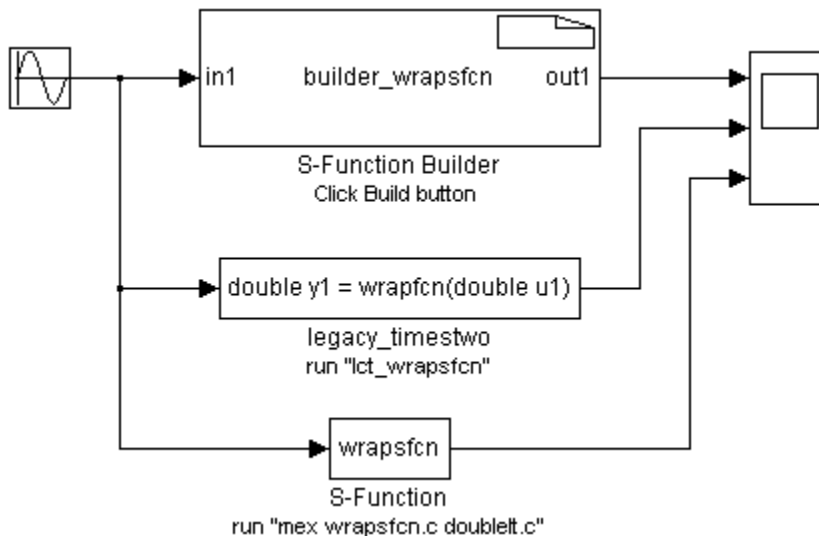 in1 builder_wrapsfcn out1
S-Function Builder
Click Build button
double y1 = wrapfcn(double u1)
legacy_timestwo
run "lct_wrapsfcn"
wrapsfcn
S-Function
run "mex wrapsfcn.c doubleIt.c"